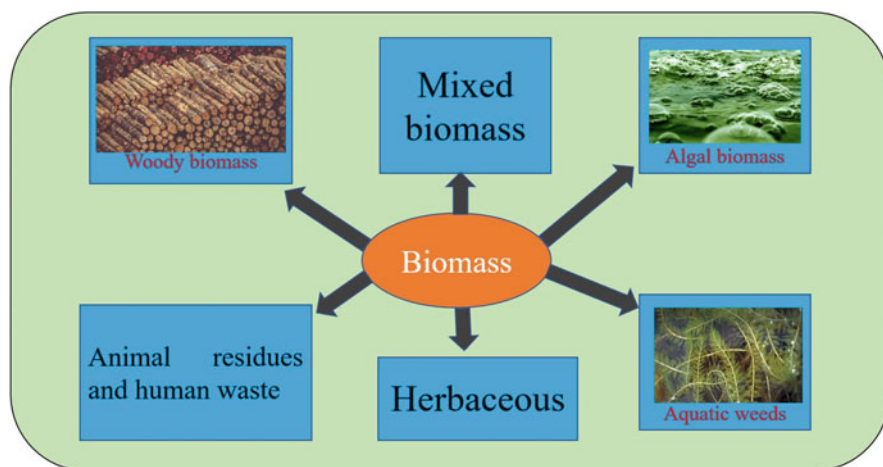 Mixed
biomass
Woody biomass
Algal biomass
Biomass
Animal residues
and human waste
Herbaceous
Aquatic weeds